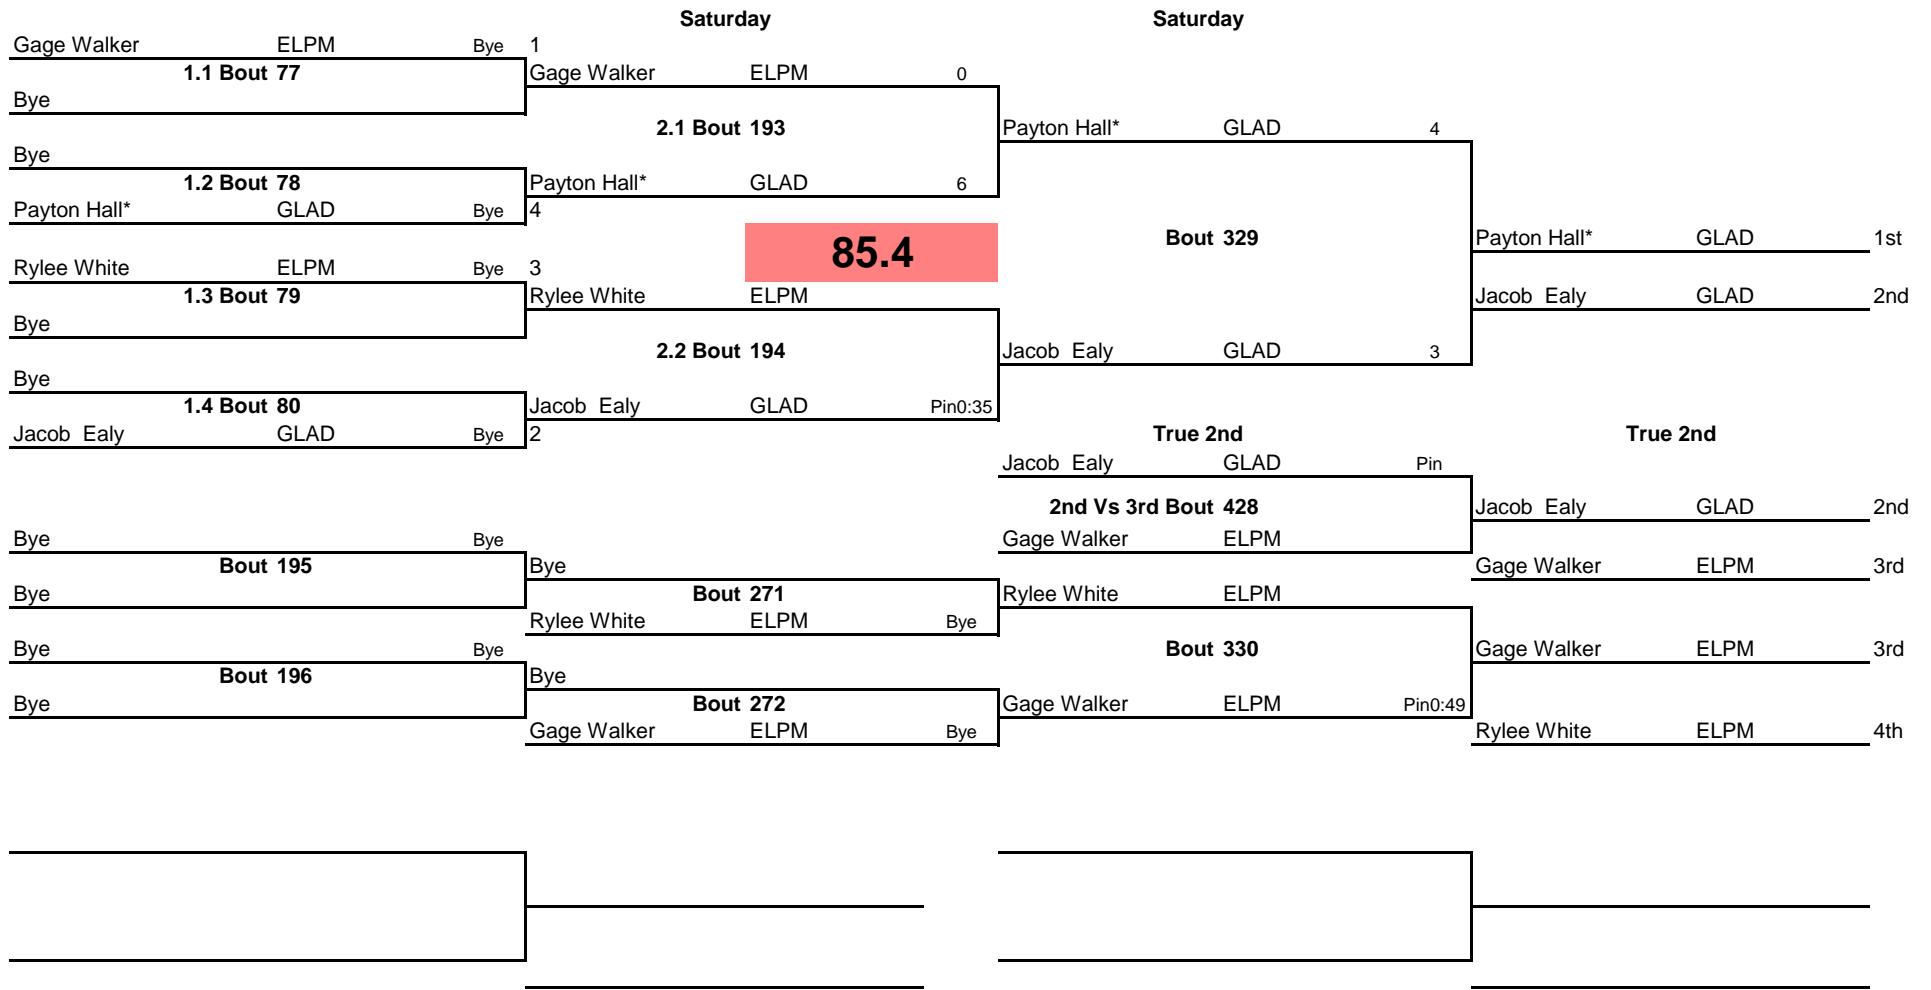 Saturday Saturday
Gage Walker ELPM Bye 1
1.1 Bout 77 Gage Walker ELPM 0
Bye
2.1 Bout 193 Payton Hall* GLAD 4
Bye
1.2 Bout 78 Payton Hall* GLAD 6
Payton Hall* GLAD Bye 4
85.4 Bout 329 Payton Hall* GLAD 1st
Rylee White ELPM Bye 3
1.3 Bout 79 Rylee White ELPM Jacob Ealy GLAD 2nd
Bye
2.2 Bout 194 Jacob Ealy GLAD 3
Bye
1.4 Bout 80 Jacob Ealy GLAD Pin0:35
Jacob Ealy GLAD Bye 2 True 2nd True 2nd
Jacob Ealy GLAD Pin
2nd Vs 3rd Bout 428 Jacob Ealy GLAD 2nd
Bye Bye Gage Walker ELPM
Bout 195 Bye Gage Walker ELPM 3rd
Bye Bout 271 Rylee White ELPM
Rylee White ELPM Bye
Bye Bye Bout 330 Gage Walker ELPM 3rd
Bout 196 Bye
Bye Bout 272 Gage Walker ELPM Pin0:49
Gage Walker ELPM Bye Rylee White ELPM 4th